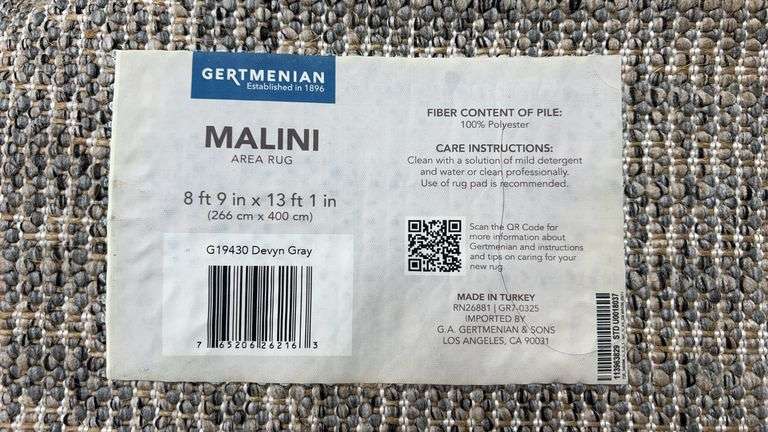 GERTMENIAN
Established in 1896
MALINI
AREA RUG
8 ft 9 in x 13 ft 1 in
(266 cm x 400 cm)
G19430 Devyn Gray
7 65206 26216 3
FIBER CONTENT OF PILE:
100% Polyester
CARE INSTRUCTIONS:
Clean with a solution of mild detergent
and water or clean professionally.
Use of rug pad is recommended.
Scan the QR Code for
more information about
Gertmenian and instructions
and tips on caring for your
new rug.
MADE IN TURKEY
RN26881 | GR7-0325
IMPORTED BY
G.A. GERTMENIAN & SONS
LOS ANGELES, CA 90031